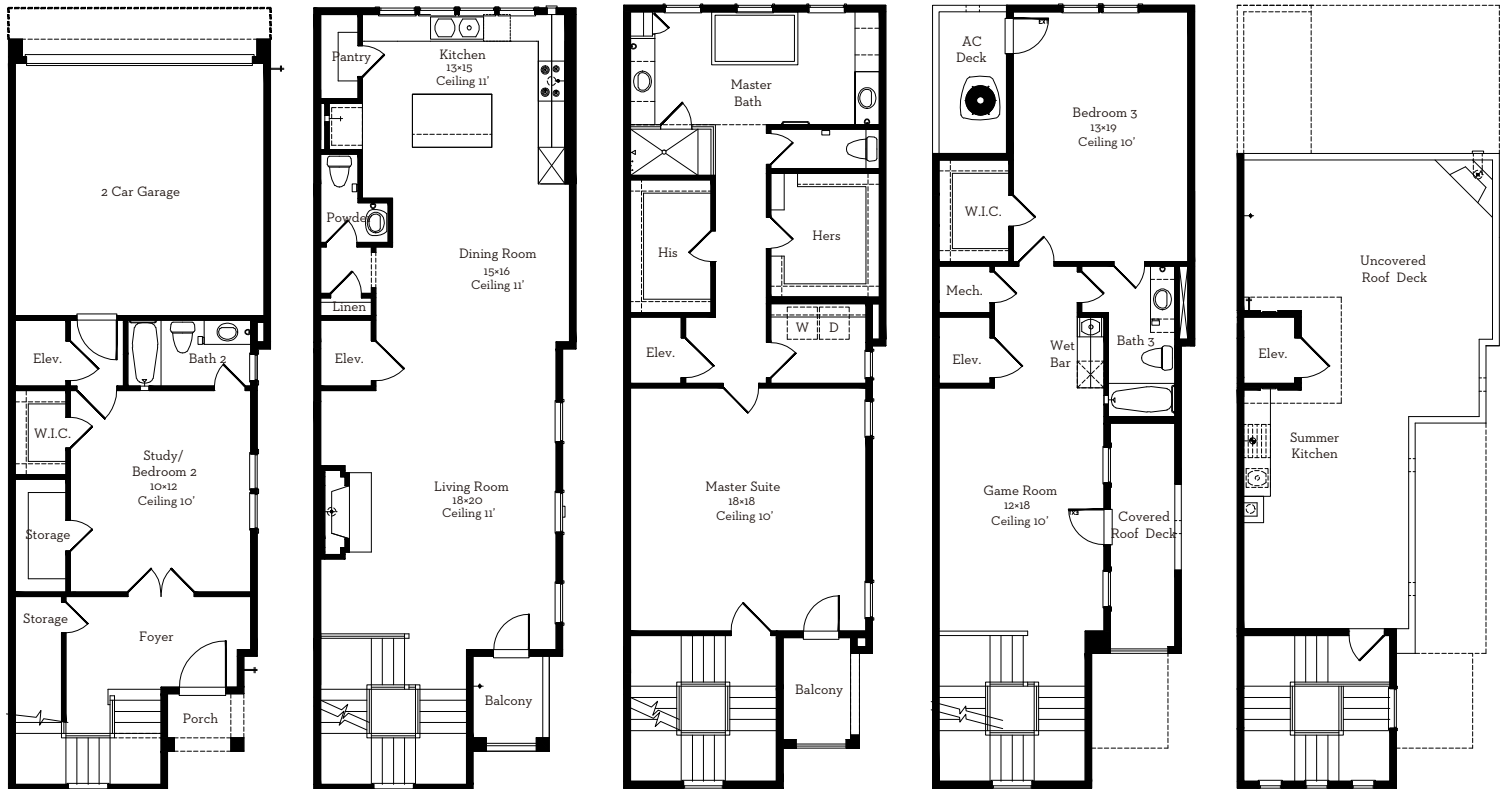 2 Car Garage
Elev.
Bath 2
W.I.C.
Study/
Bedroom 2
10×12
Ceiling 10'
Storage
Storage
Foyer
Porch
Pantry
Kitchen
13×15
Ceiling 11'
Powder
Dining Room
15×16
Ceiling 11'
Linen
Elev.
Living Room
18×20
Ceiling 11'
Balcony
Master
Bath
His
Hers
W D
Elev.
Master Suite
18×18
Ceiling 10'
Balcony
AC
Deck
Bedroom 3
13×19
Ceiling 10'
W.I.C.
Mech.
Elev.
Wet
Bar
Bath 3
Game Room
12×18
Ceiling 10'
Covered
Roof Deck
Uncovered
Roof Deck
Elev.
Summer
Kitchen